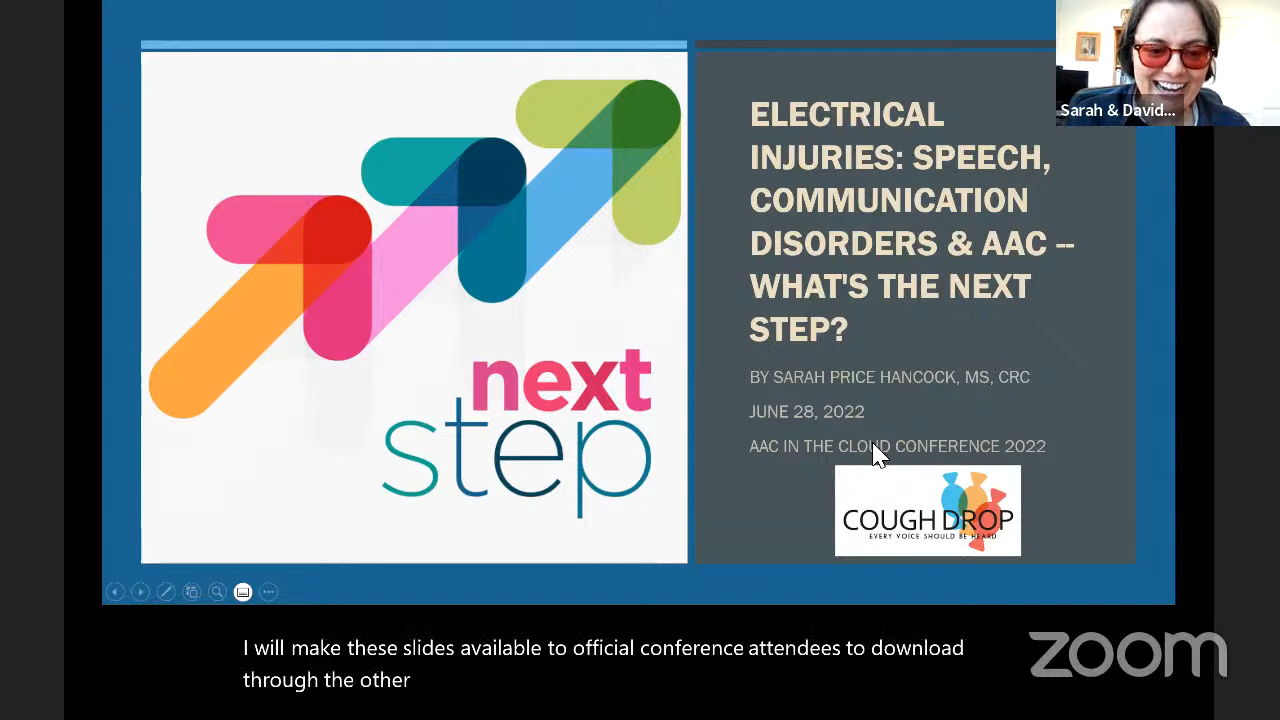 next
step
ELECTRICAL
INJURIES: SPEECH,
COMMUNICATION
DISORDERS & AAC --
WHAT'S THE NEXT
STEP?
BY SARAH PRICE HANCOCK, MS, CRC
JUNE 28, 2022
AAC IN THE CLOUD CONFERENCE 2022
COUGH DROP
EVERY VOICE SHOULD BE HEARD
Sarah & David...
I will make these slides available to official conference attendees to download
through the other
zoom